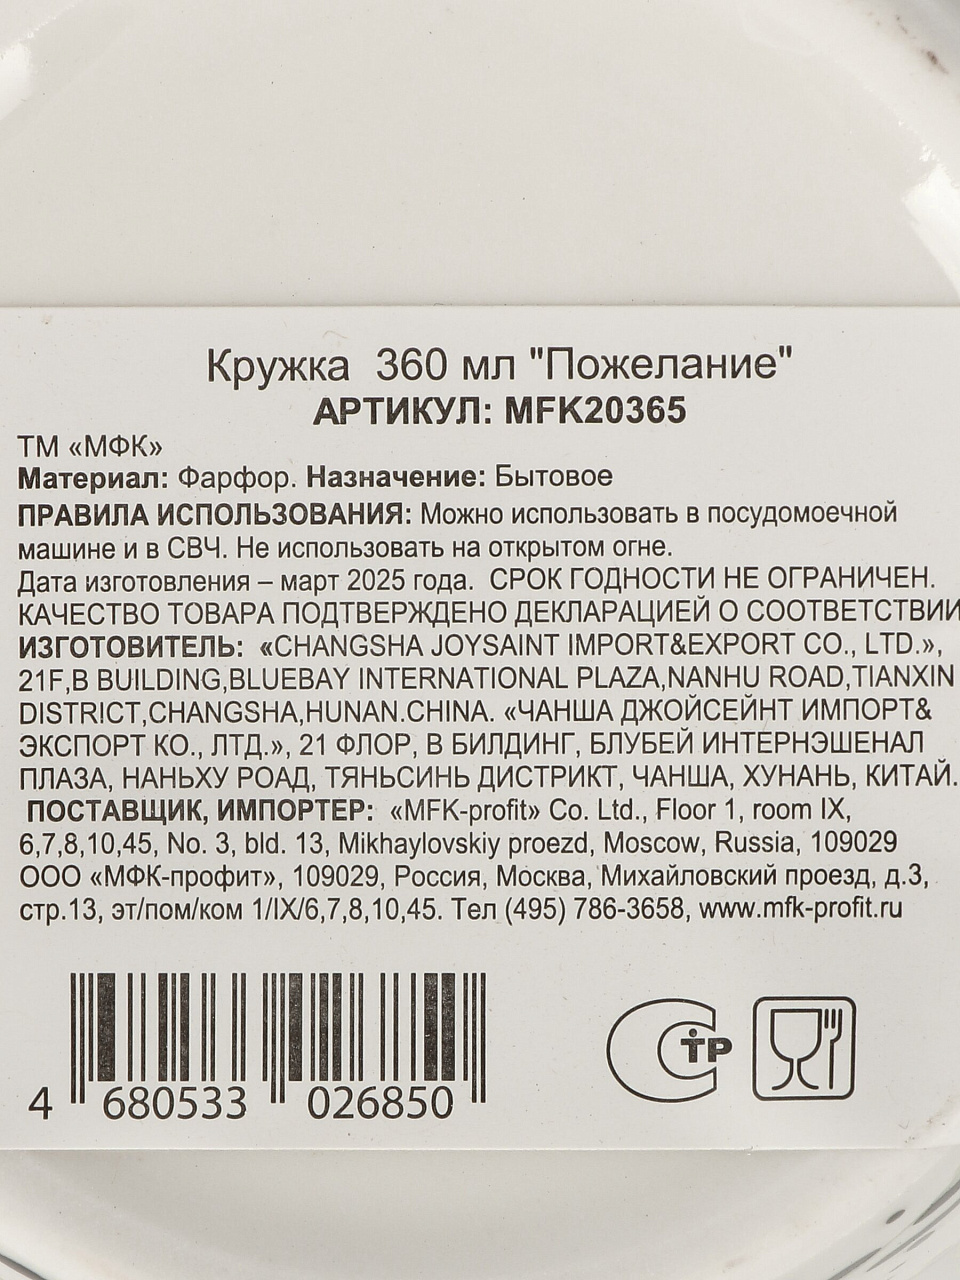 Кружка 360 мл "Пожелание"
АРТИКУЛ: MFK20365
ТМ «МФК»
Материал: Фарфор. Назначение: Бытовое
ПРАВИЛА ИСПОЛЬЗОВАНИЯ: Можно использовать в посудомоечной
машине и в СВЧ. Не использовать на открытом огне.
Дата изготовления – март 2025 года. СРОК ГОДНОСТИ НЕ ОГРАНИЧЕН.
КАЧЕСТВО ТОВАРА ПОДТВЕРЖДЕНО ДЕКЛАРАЦИЕЙ О СООТВЕТСТВИИ
ИЗГОТОВИТЕЛЬ: «CHANGSHA JOYSAINT IMPORT&EXPORT CO., LTD.»,
21F,B BUILDING,BLUEBAY INTERNATIONAL PLAZA,NANHU ROAD,TIANXIN
DISTRICT,CHANGSHA,HUNAN.CHINA. «ЧАНША ДЖОЙСЕЙНТ ИМПОРТ&
ЭКСПОРТ КО., ЛТД.», 21 ФЛОР, В БИЛДИНГ, БЛУБЕЙ ИНТЕРНЭШЕНАЛ
ПЛАЗА, НАНЬХУ РОАД, ТЯНЬСИНЬ ДИСТРИКТ, ЧАНША, ХУНАНЬ, КИТАЙ.
ПОСТАВЩИК, ИМПОРТЕР: «MFK-profit» Co. Ltd., Floor 1, room IX,
6,7,8,10,45, No. 3, bld. 13, Mikhaylovskiy proezd, Moscow, Russia, 109029
ООО «МФК-профит», 109029, Россия, Москва, Михайловский проезд, д.3,
стр.13, эт/пом/ком 1/IX/6,7,8,10,45. Тел (495) 786-3658, www.mfk-profit.ru
4 680533 026850
СТР